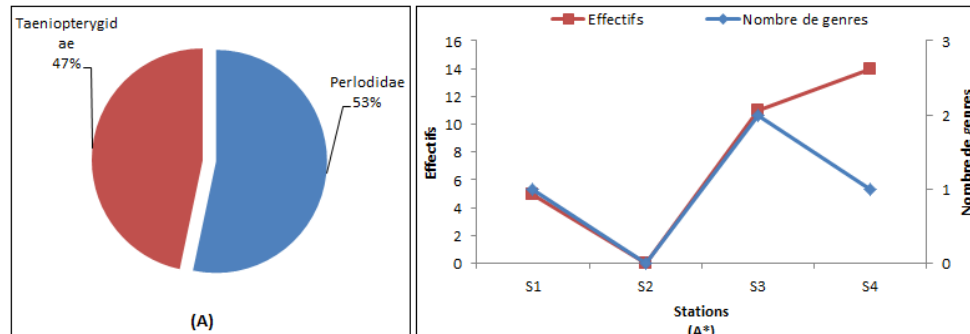 Taeniopterygid
ae
47%
Perlodidae
53%
(A)
Effectifs
Nombre de genres
16
14
12
10
8
6
4
2
0
Effectifs
3
2
1
0
Nombre de genres
S1 S2 S3 S4
Stations
(A*)